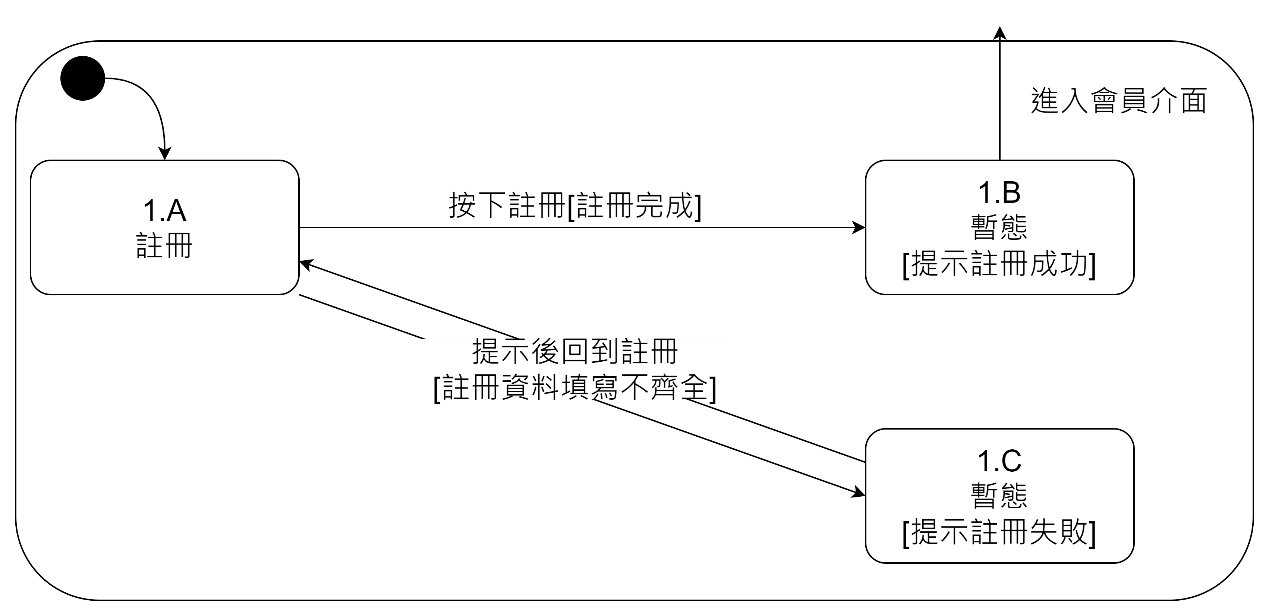 進入會員介面
1.A
註冊
按下註冊[註冊完成]
1.B
暫態
[提示註冊成功]
提示後回到註冊
[註冊資料填寫不齊全]
1.C
暫態
[提示註冊失敗]